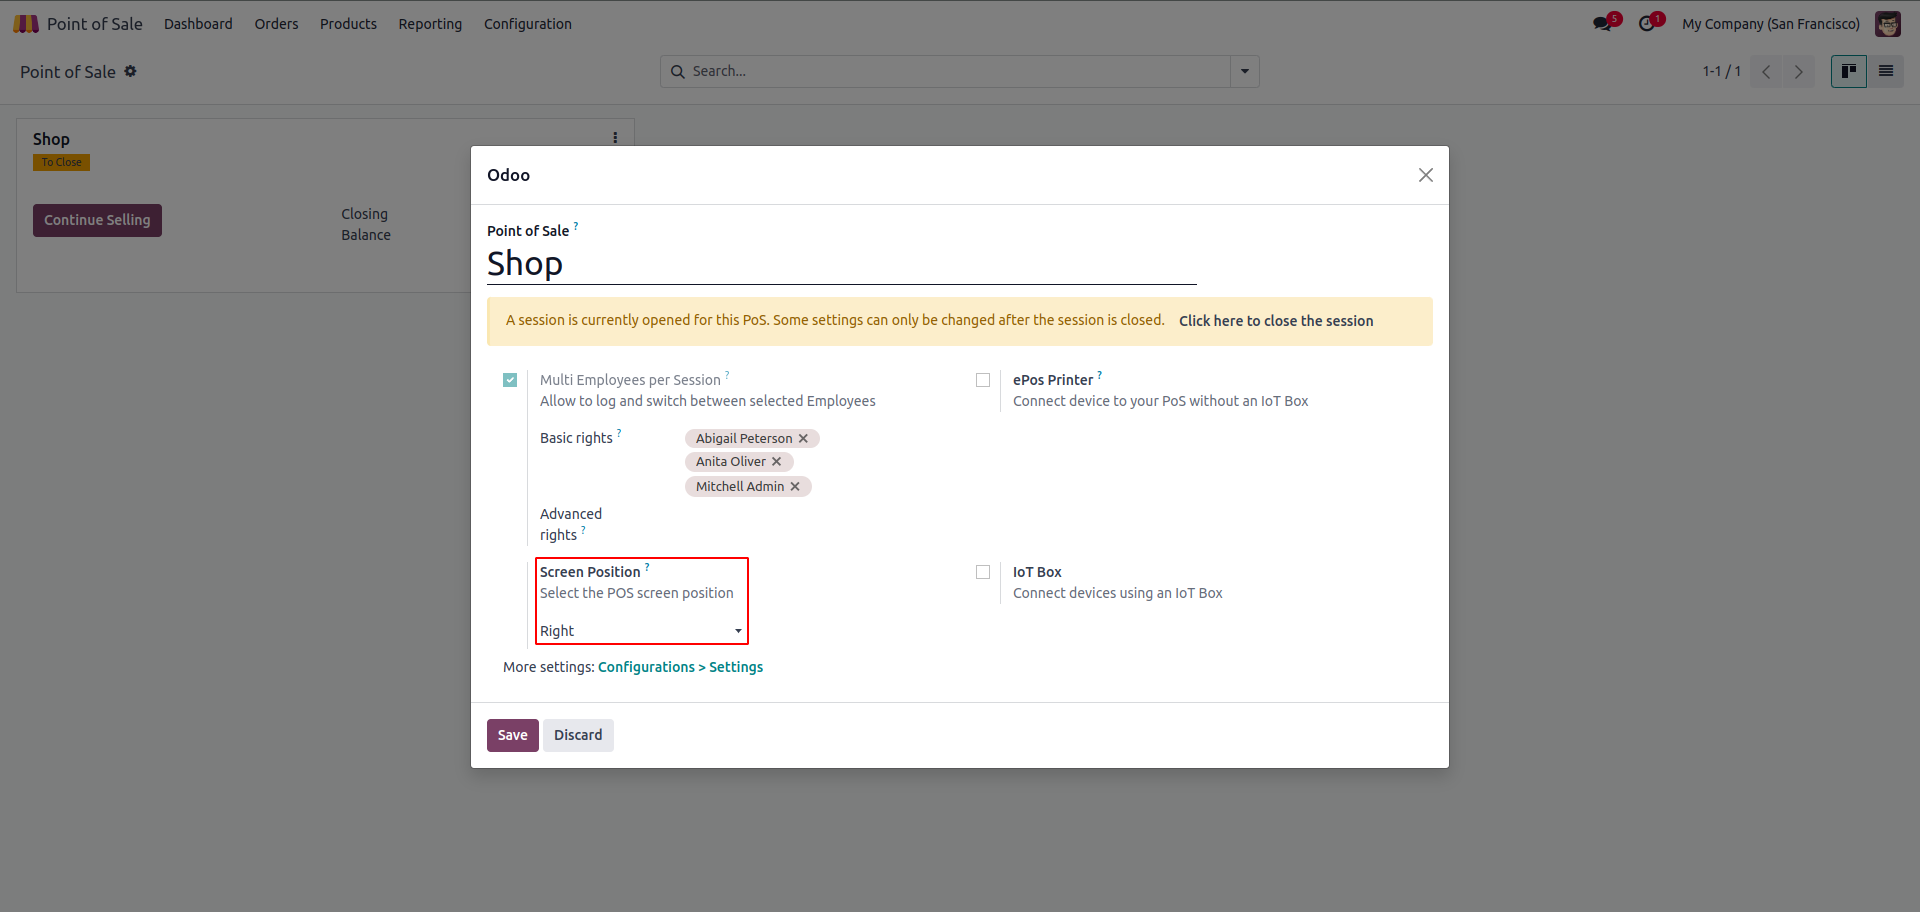 Point of Sale Dashboard Orders Products Reporting Configuration 5 1 My Company (San Francisco)
Point of Sale Search... 1-1 / 1
Shop
To Close
Continue Selling
Closing
Balance
Odoo
Point of Sale ?
Shop
A session is currently opened for this PoS. Some settings can only be changed after the session is closed. Click here to close the session
Multi Employees per Session ?
Allow to log and switch between selected Employees
Basic rights ?
Abigail Peterson
Anita Oliver
Mitchell Admin
Advanced
rights ?
ePos Printer ?
Connect device to your PoS without an IoT Box
Screen Position ?
Select the POS screen position
Right
IoT Box
Connect devices using an IoT Box
More settings: Configurations > Settings
Save Discard